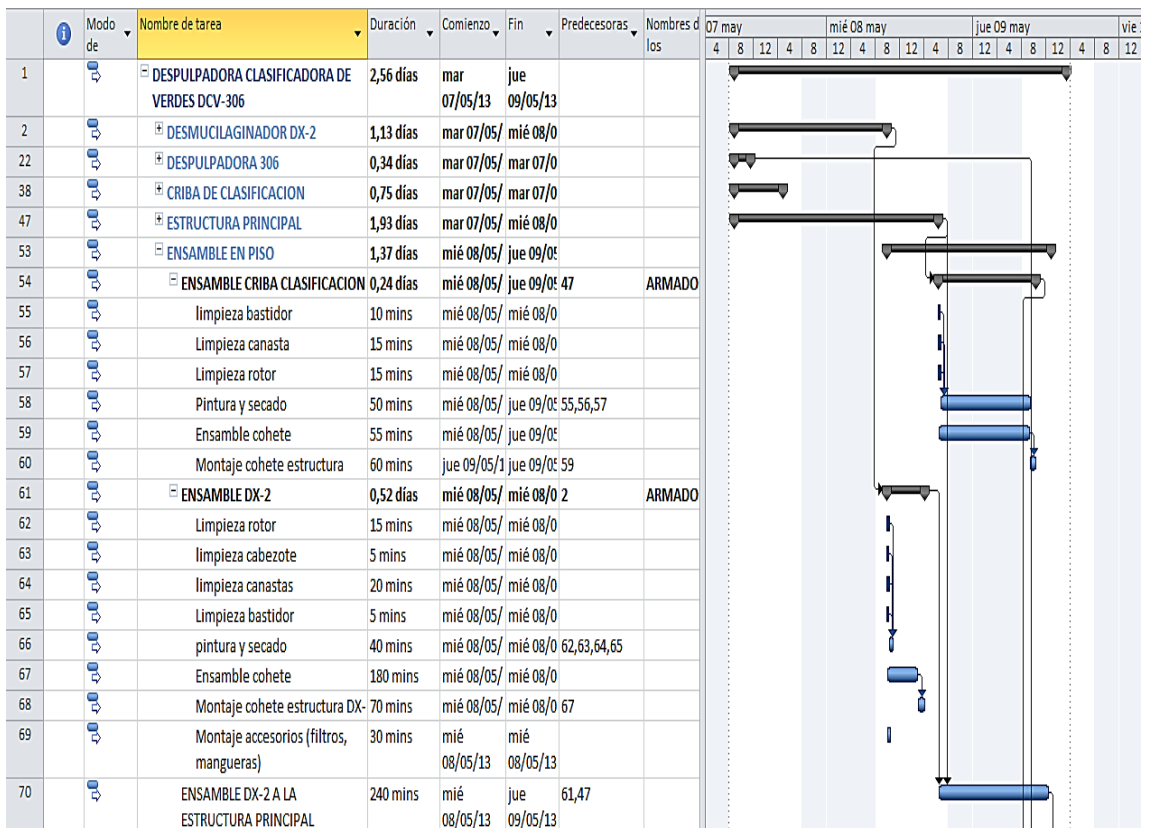 Modo de Nombre de tarea Duración Comienzo Fin Predecesoras Nombres d los
07 may mié 08 may jue 09 may vie
4 8 12 4 8 12 4 8 12 4 8 12 4 8 12 4 8 12
1 DESPULPADORA CLASIFICADORA DE VERDES DCV-306 2,56 días mar 07/05/13 jue 09/05/13
2 DESMUCILAGINADOR DX-2 1,13 días mar 07/05/ mié 08/0
22 DESPULPADORA 306 0,34 días mar 07/05/ mar 07/0
38 CRIBA DE CLASIFICACION 0,75 días mar 07/05/ mar 07/0
47 ESTRUCTURA PRINCIPAL 1,93 días mar 07/05/ mié 08/0
53 ENSAMBLE EN PISO 1,37 días mié 08/05/ jue 09/05
54 ENSAMBLE CRIBA CLASIFICACION 0,24 días mié 08/05/ jue 09/05 47 ARMADO
55 limpieza bastidor 10 mins mié 08/05/ mié 08/0
56 Limpieza canasta 15 mins mié 08/05/ mié 08/0
57 Limpieza rotor 15 mins mié 08/05/ mié 08/0
58 Pintura y secado 50 mins mié 08/05/ jue 09/05 55,56,57
59 Ensamble cohete 55 mins mié 08/05/ jue 09/05
60 Montaje cohete estructura 60 mins jue 09/05/1 jue 09/05 59
61 ENSAMBLE DX-2 0,52 días mié 08/05/ mié 08/0 2 ARMADO
62 Limpieza rotor 15 mins mié 08/05/ mié 08/0
63 limpieza cabezote 5 mins mié 08/05/ mié 08/0
64 limpieza canastas 20 mins mié 08/05/ mié 08/0
65 Limpieza bastidor 5 mins mié 08/05/ mié 08/0
66 pintura y secado 40 mins mié 08/05/ mié 08/0 62,63,64,65
67 Ensamble cohete 180 mins mié 08/05/ mié 08/0
68 Montaje cohete estructura DX- 70 mins mié 08/05/ mié 08/0 67
69 Montaje accesorios (filtros, mangueras) 30 mins mié 08/05/13 mié 08/05/13
70 ENSAMBLE DX-2 A LA ESTRUCTURA PRINCIPAL 240 mins mié 08/05/13 jue 09/05/13 61,47